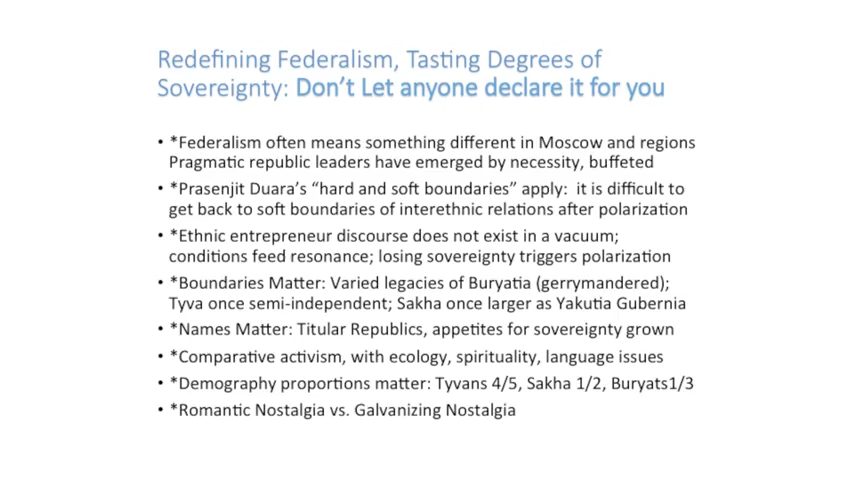 Redefining Federalism, Tasting Degrees of
Sovereignty: Don't Let anyone declare it for you
• *Federalism often means something different in Moscow and regions
Pragmatic republic leaders have emerged by necessity, buffeted
• *Prasenjit Duara's “hard and soft boundaries” apply: it is difficult to
get back to soft boundaries of interethnic relations after polarization
• *Ethnic entrepreneur discourse does not exist in a vacuum;
conditions feed resonance; losing sovereignty triggers polarization
• *Boundaries Matter: Varied legacies of Buryatia (gerrymandered);
Tyva once semi-independent; Sakha once larger as Yakutia Gubernia
• *Names Matter: Titular Republics, appetites for sovereignty grown
• *Comparative activism, with ecology, spirituality, language issues
• *Demography proportions matter: Tyvans 4/5, Sakha 1/2, Buryats1/3
• *Romantic Nostalgia vs. Galvanizing Nostalgia